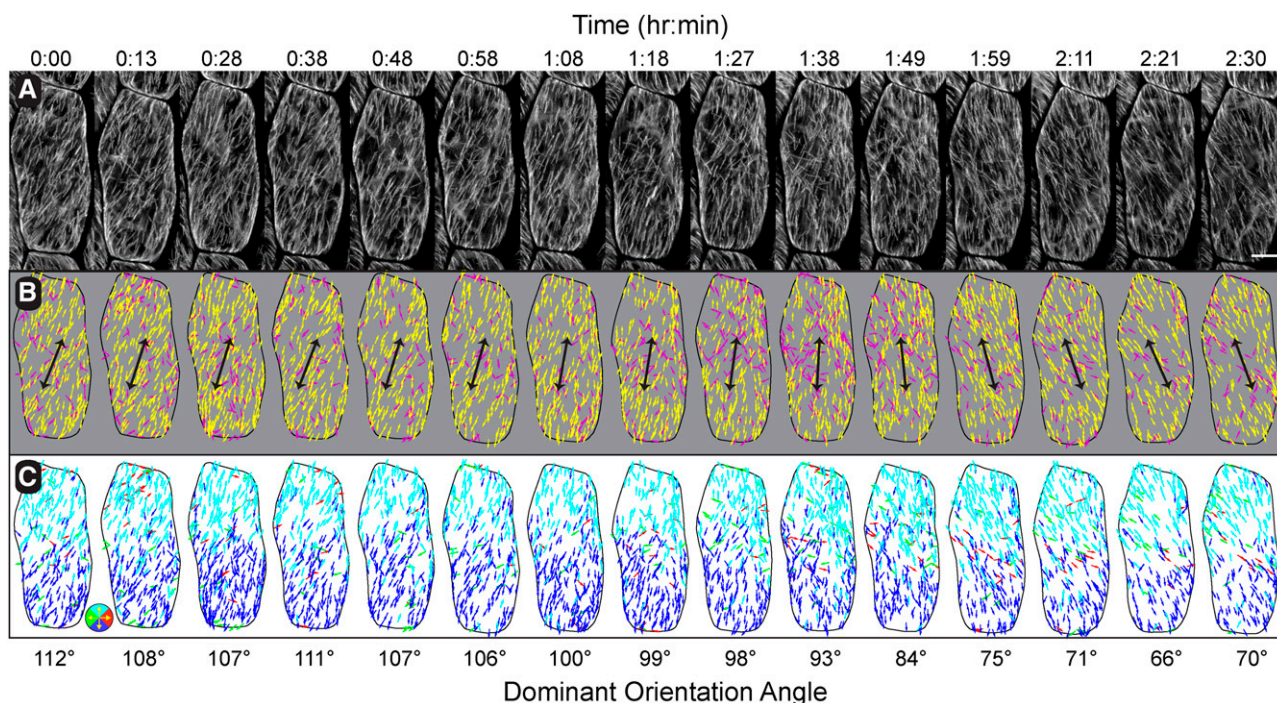 Time (hr:min)
0:00 0:13 0:28 0:38 0:48 0:58 1:08 1:18 1:27 1:38 1:49 1:59 2:11 2:21 2:30
A
B
C
112° 108° 107° 111° 107° 106° 100° 99° 98° 93° 84° 75° 71° 66° 70°
Dominant Orientation Angle